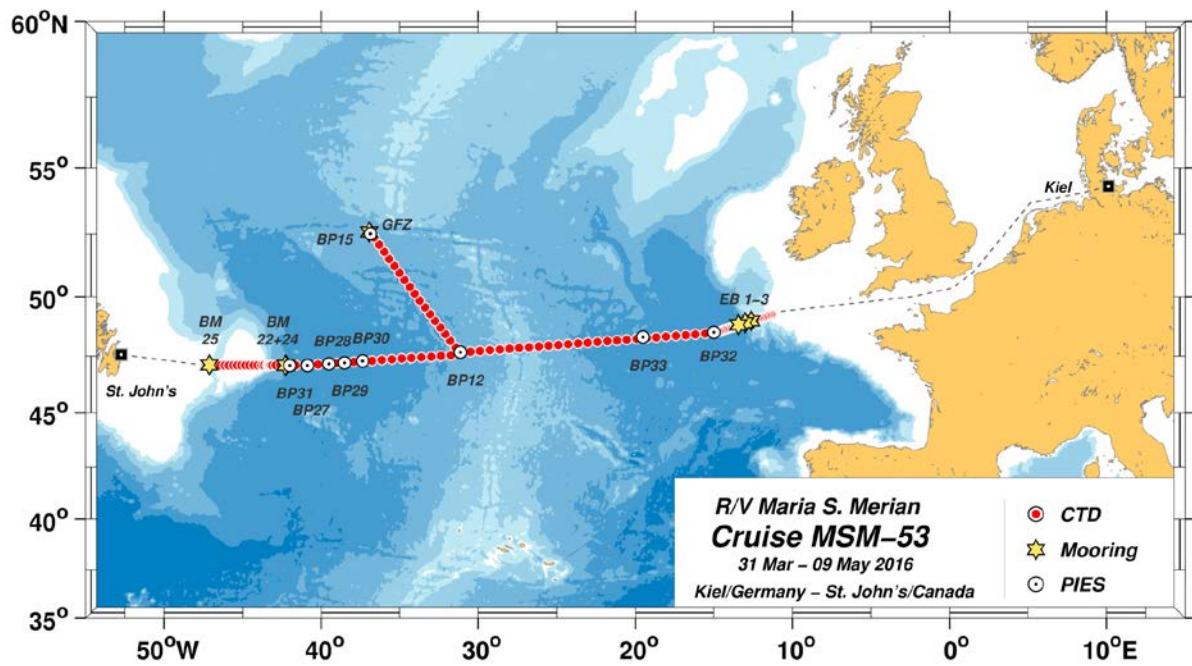 60°N
55°
50°
45°
40°
35°
50°W
40°
30°
20°
10°
0°
10°E
Kiel
GFZ
BP15
EB 1-3
BM
25
BM
22+24
BP28
BP30
BP33
BP32
BP12
BP31
BP27
BP29
St. John's
R/V Maria S. Merian
Cruise MSM-53
31 Mar - 09 May 2016
Kiel/Germany - St. John's/Canada
CTD
Mooring
PIES